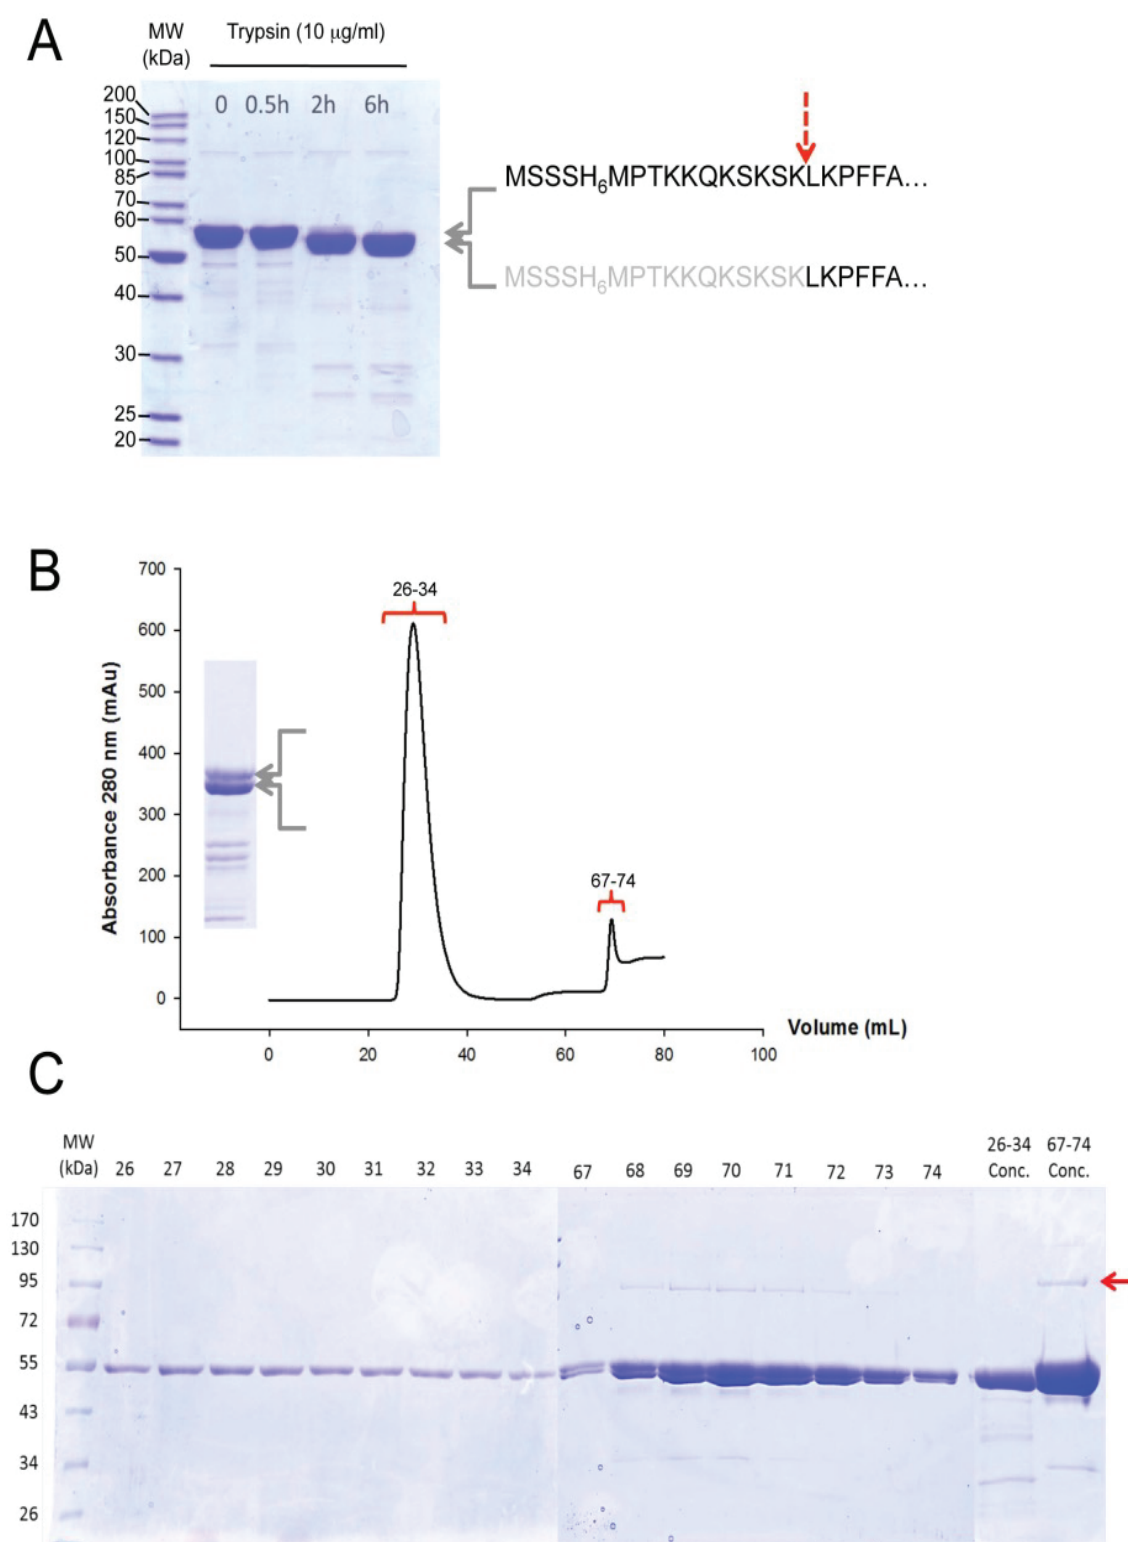 A
MW
(kDa)
Trypsin (10 μg/ml)
0 0.5h 2h 6h
200
150
120
100
85
70
60
50
40
30
25
20
MSSSH6MPTKKQKSKSKLKPFFA...
MSSSH6MPTKKQKSKSKLKPFFA...
B
Absorbance 280 nm (mAu)
700
600
500
400
300
200
100
0
26-34
67-74
0 20 40 60 80 100
Volume (mL)
C
MW
(kDa)
26 27 28 29 30 31 32 33 34 67 68 69 70 71 72 73 74
26-34
Conc.
67-74
Conc.
170
130
95
72
55
43
34
26